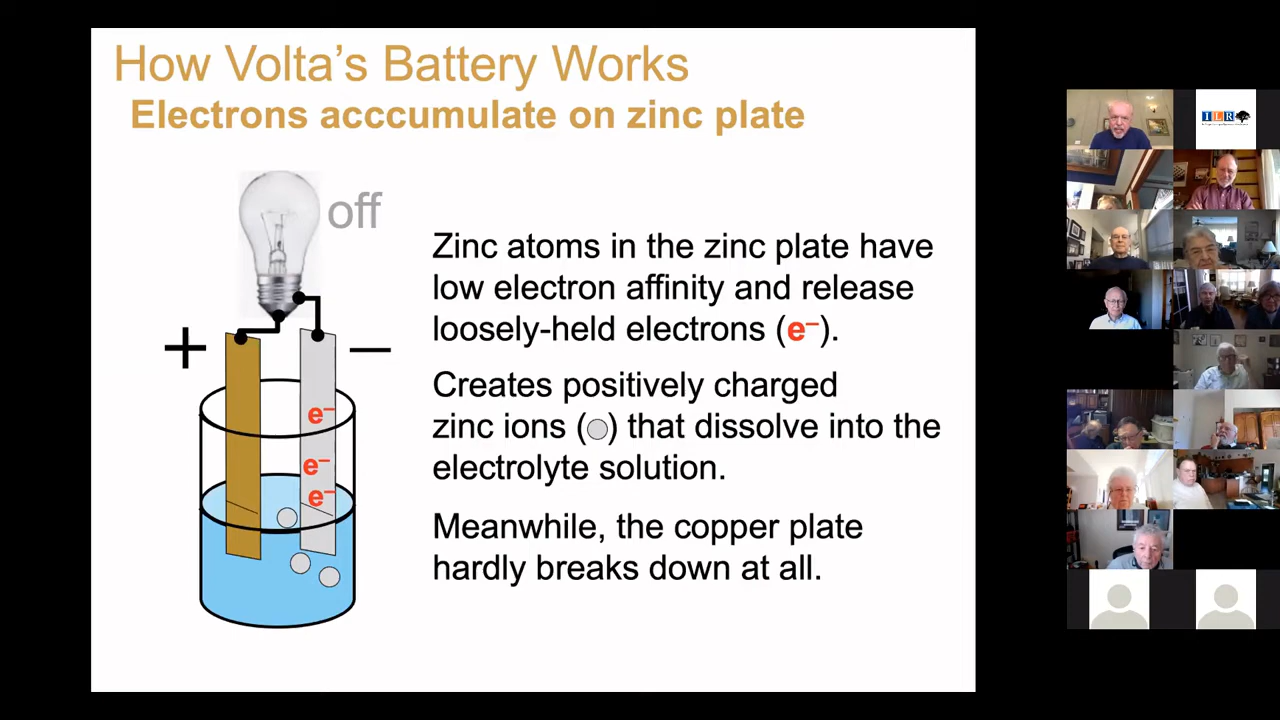 How Volta's Battery Works
Electrons acccumulate on zinc plate
off
Zinc atoms in the zinc plate have
low electron affinity and release
loosely-held electrons (e–).
+
–
Creates positively charged
zinc ions ( ) that dissolve into the
electrolyte solution.
e–
e–
e–
Meanwhile, the copper plate
hardly breaks down at all.
ILR